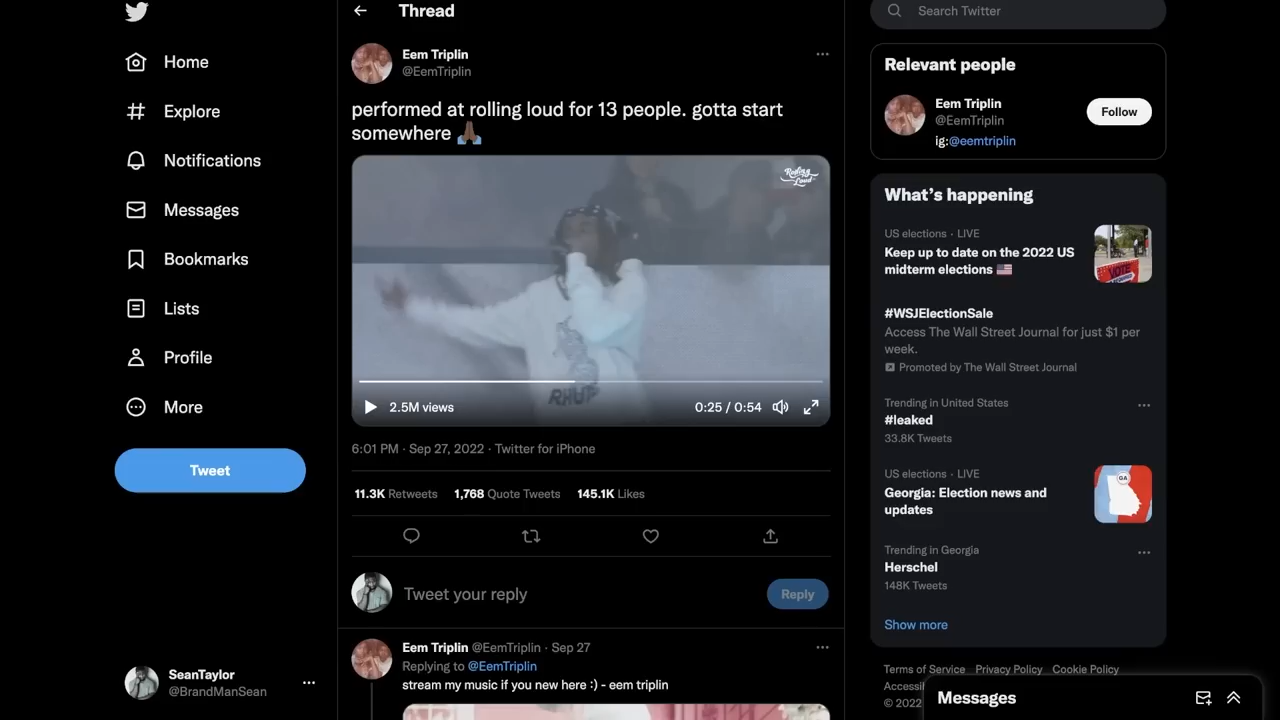 Home
Explore
Notifications
Messages
Bookmarks
Lists
Profile
More
Tweet
SeanTaylor
@BrandManSean
Thread
Eem Triplin
@EemTriplin
performed at rolling loud for 13 people. gotta start
somewhere 🙏🏾
Rolling
Loud
RHUDE
2.5M views
0:25 / 0:54
6:01 PM · Sep 27, 2022 · Twitter for iPhone
11.3K Retweets 1,768 Quote Tweets 145.1K Likes
Tweet your reply
Reply
Eem Triplin @EemTriplin · Sep 27
Replying to @EemTriplin
stream my music if you new here :) - eem triplin
Search Twitter
Relevant people
Eem Triplin
@EemTriplin
Follow
ig:@eemtriplin
What's happening
US elections · LIVE
Keep up to date on the 2022 US
midterm elections 🇺🇸
VOTE
#WSJElectionSale
Access The Wall Street Journal for just $1 per
week.
Promoted by The Wall Street Journal
Trending in United States
#leaked
33.8K Tweets
US elections · LIVE
Georgia: Election news and
updates
GA
Trending in Georgia
Herschel
148K Tweets
Show more
Terms of Service Privacy Policy Cookie Policy
© 2022
Messages